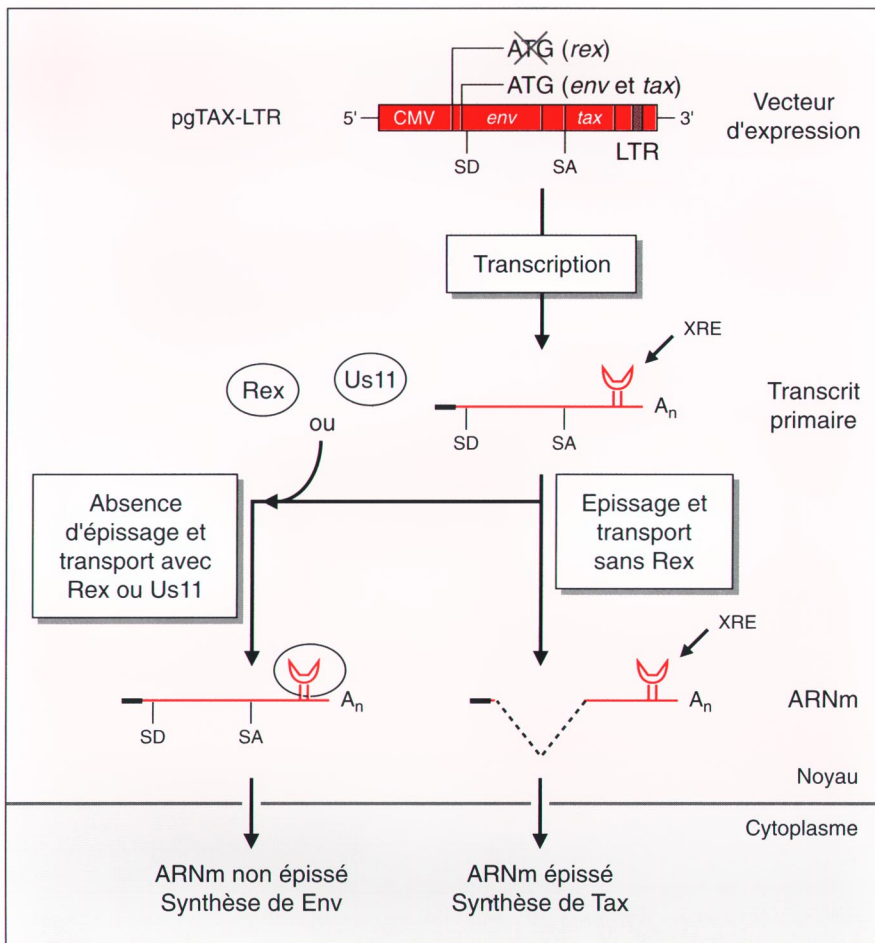 ATG (rex)
ATG (env et tax)
pgTAX-LTR
5'
CMV
env
tax
3'
Vecteur
d'expression
SD
SA
LTR
Transcription
XRE
Rex
Us11
ou
An
SD
SA
Transcrit
primaire
Absence
d'épissage et
transport avec
Rex ou Us11
Epissage et
transport
sans Rex
XRE
An
SD
SA
An
ARNm
Noyau
Cytoplasme
ARNm non épissé
Synthèse de Env
ARNm épissé
Synthèse de Tax